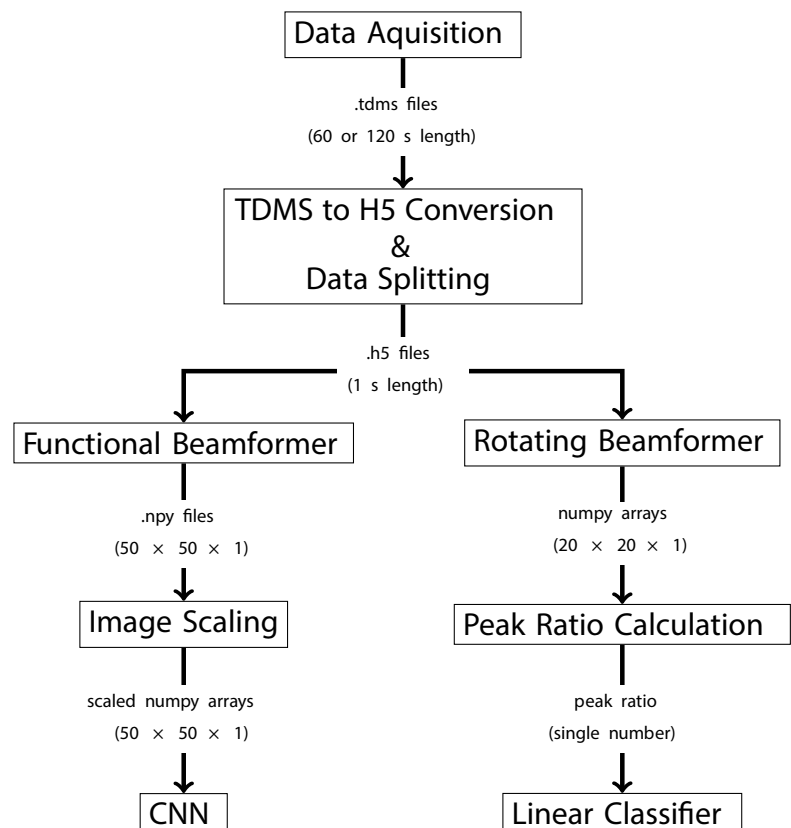 Data Aquisition
.tdms files
(60 or 120 s length)
TDMS to H5 Conversion
&
Data Splitting
.h5 files
(1 s length)
Functional Beamformer
.npy files
(50 × 50 × 1)
Image Scaling
scaled numpy arrays
(50 × 50 × 1)
CNN
Rotating Beamformer
numpy arrays
(20 × 20 × 1)
Peak Ratio Calculation
peak ratio
(single number)
Linear Classifier